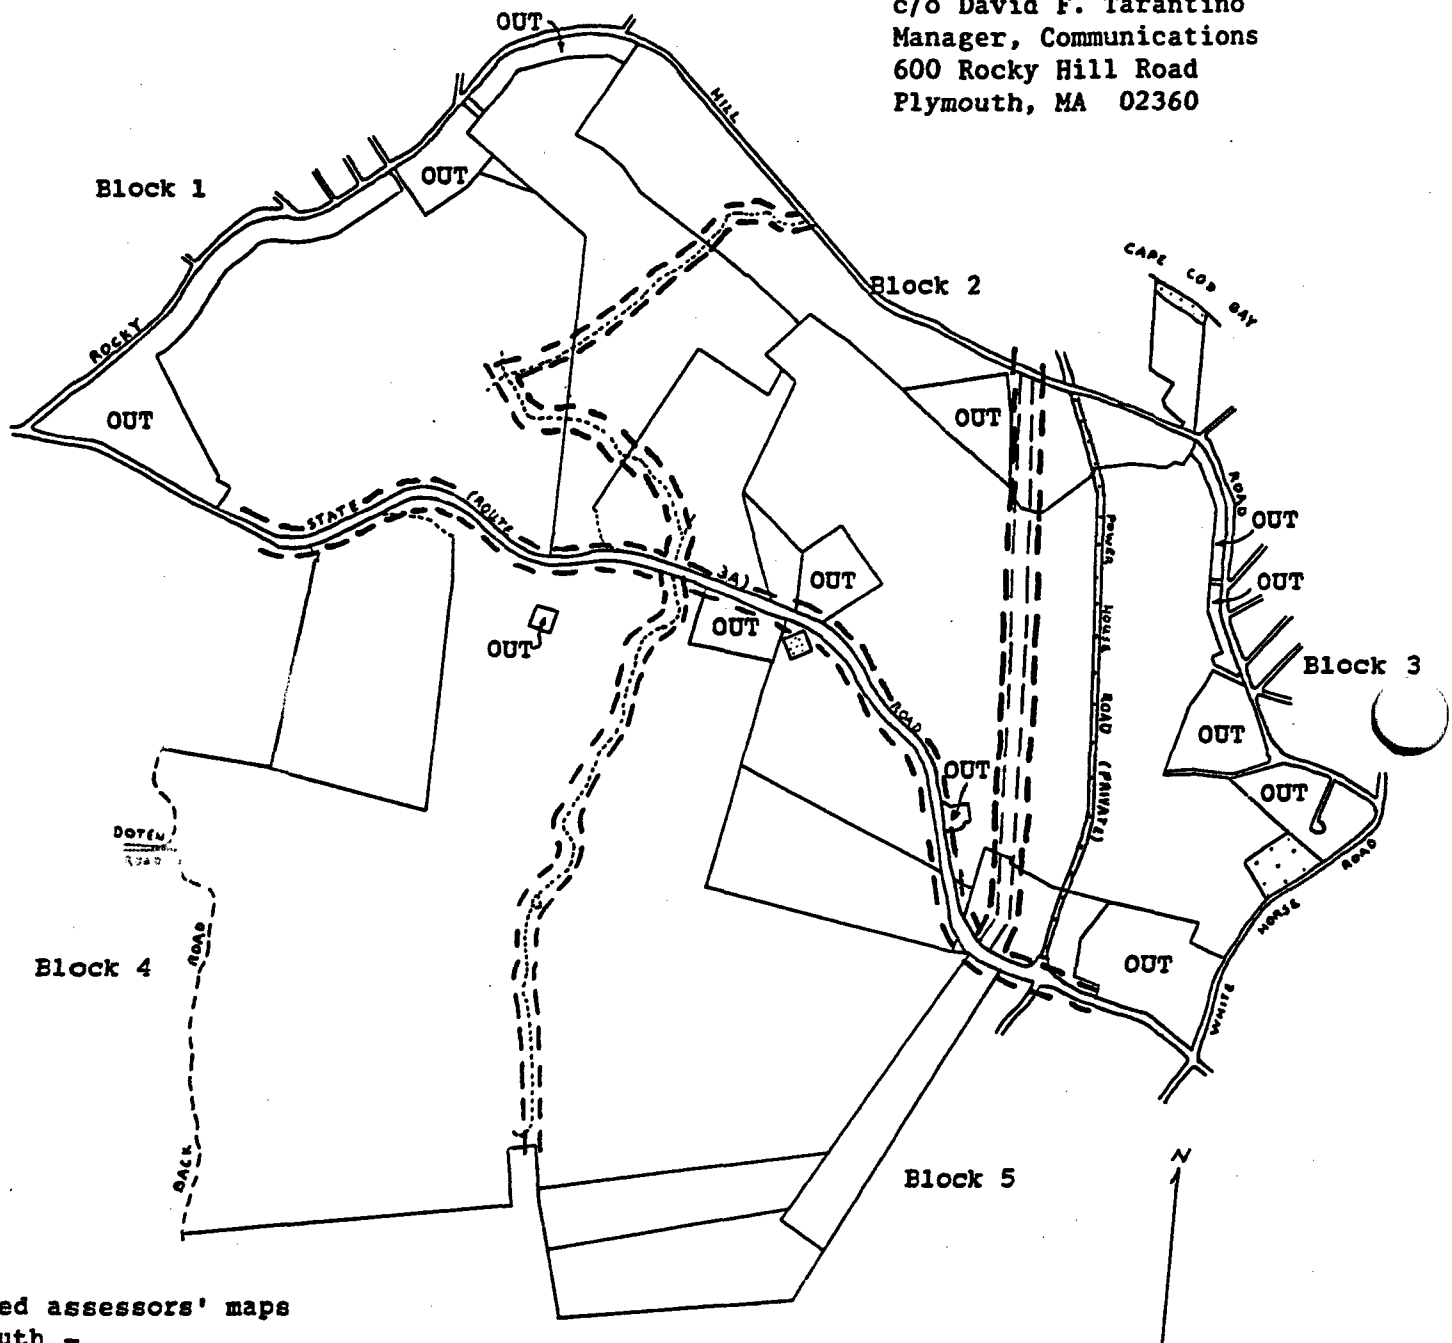 c/o David F. Tarantino
Manager, Communications
600 Rocky Hill Road
Plymouth, MA 02360
OUT
HILL
Block 1
OUT
Block 2
CAPE COD BAY
ROCKY
OUT
OUT
STATE (ROUTE 3A) ROAD
ROAD
OUT
OUT
OUT
OUT
OUT
POWER HOUSE ROAD (PRIVATE)
Block 3
OUT
OUT
OUT
DOTEN
ROAD
WHITE HORSE ROAD
Block 4
BACK ROAD
OUT
Block 5
N
ed assessors' maps
uth -